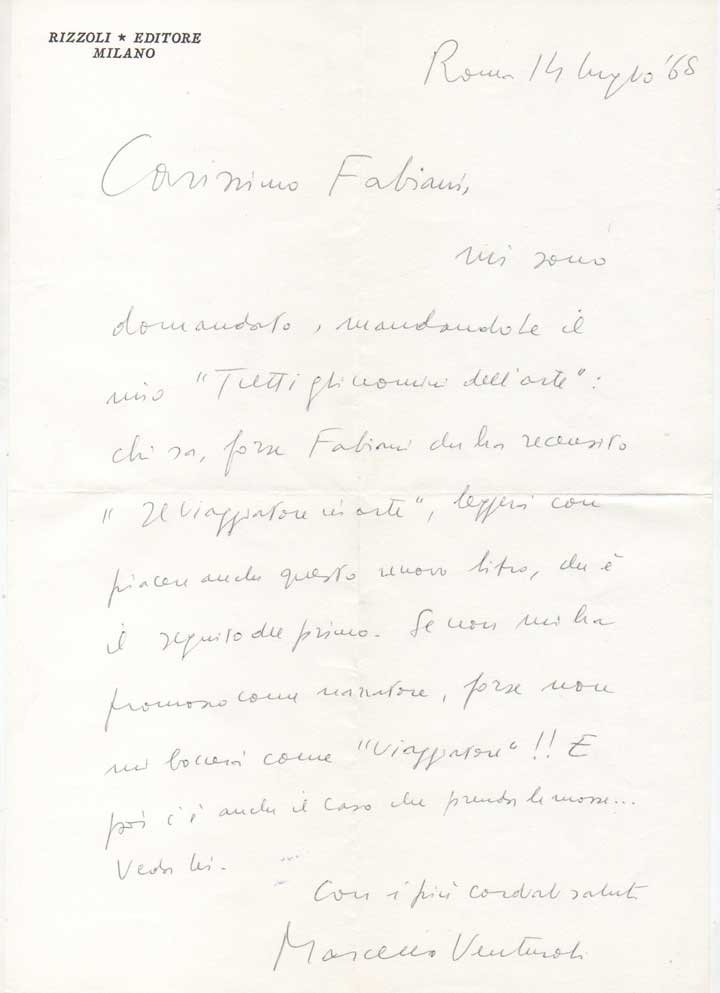 RIZZOLI ★ EDITORE
MILANO
Roma 14 luglio '68
Carissimo Fabiani,
mi sono
domandato, mandandole il
mio "Tutti gli uomini dell'arte":
chi sa, forse Fabiani che ha recensito
"Il viaggiatore in arte", leggerà con
piacere anche questo nuovo libro, che è
il seguito del primo. Se non mi ha
promosso come narratore, forse non
mi boccerà come "viaggiatore"!! E
poi c'è anche il caso che prenda le mosse...
Veda lei.
Con i più cordiali saluti
Marcello Venturoli